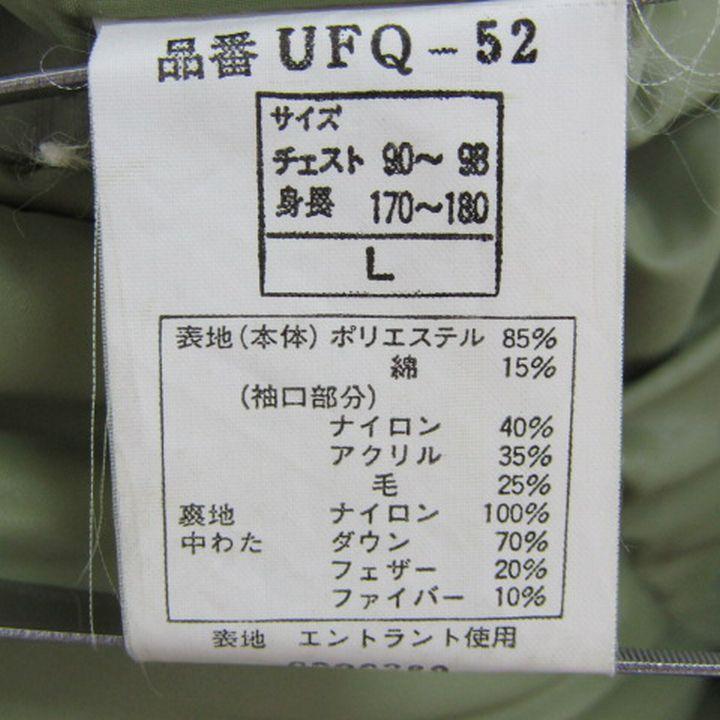 品番 UFQ-52
サイズ
チェスト 90～98
身長 170～180
L
表地(本体) ポリエステル 85%
綿 15%
(袖口部分)
ナイロン 40%
アクリル 35%
毛 25%
裏地 ナイロン 100%
中わた ダウン 70%
フェザー 20%
ファイバー 10%
表地 エントラント使用